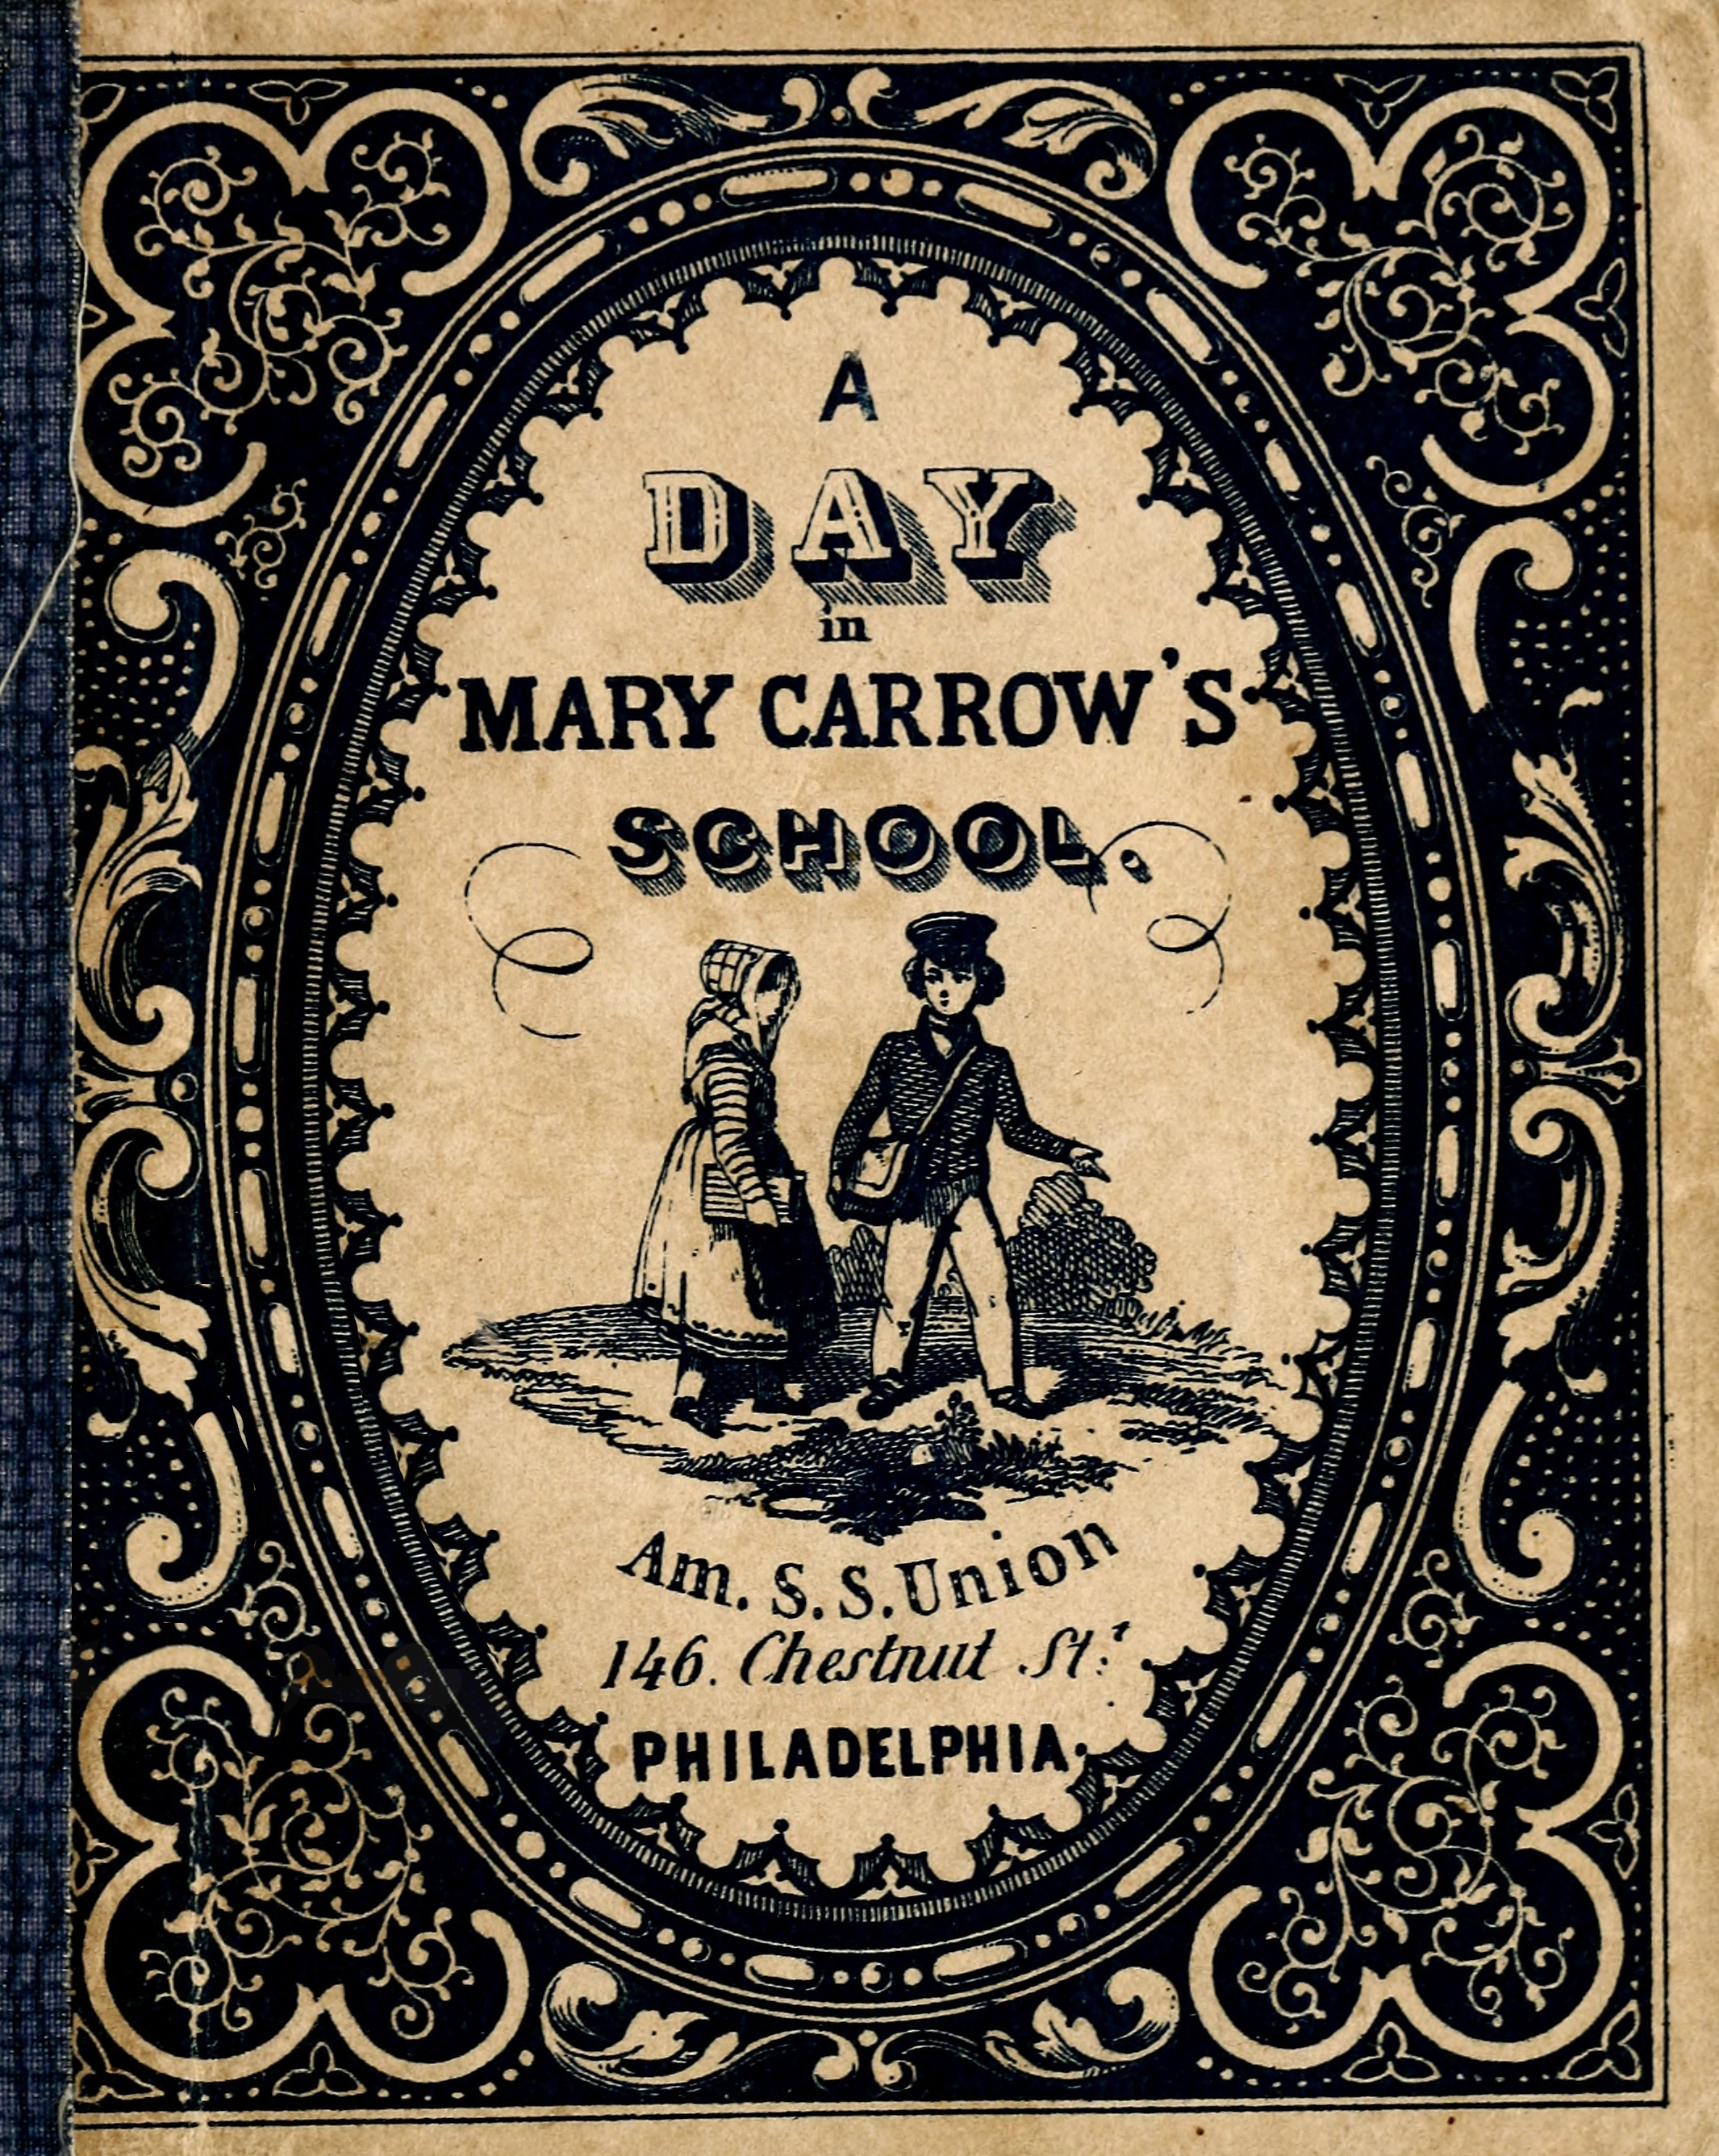 A
DAY
in
MARY CARROW'S
SCHOOL.
Am. S. S. Union
146. Chestnut St.
PHILADELPHIA.